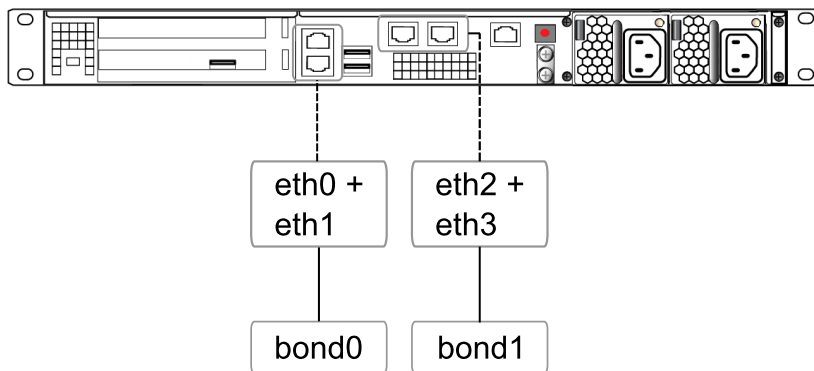 eth0 +
eth1
eth2 +
eth3
bond0
bond1